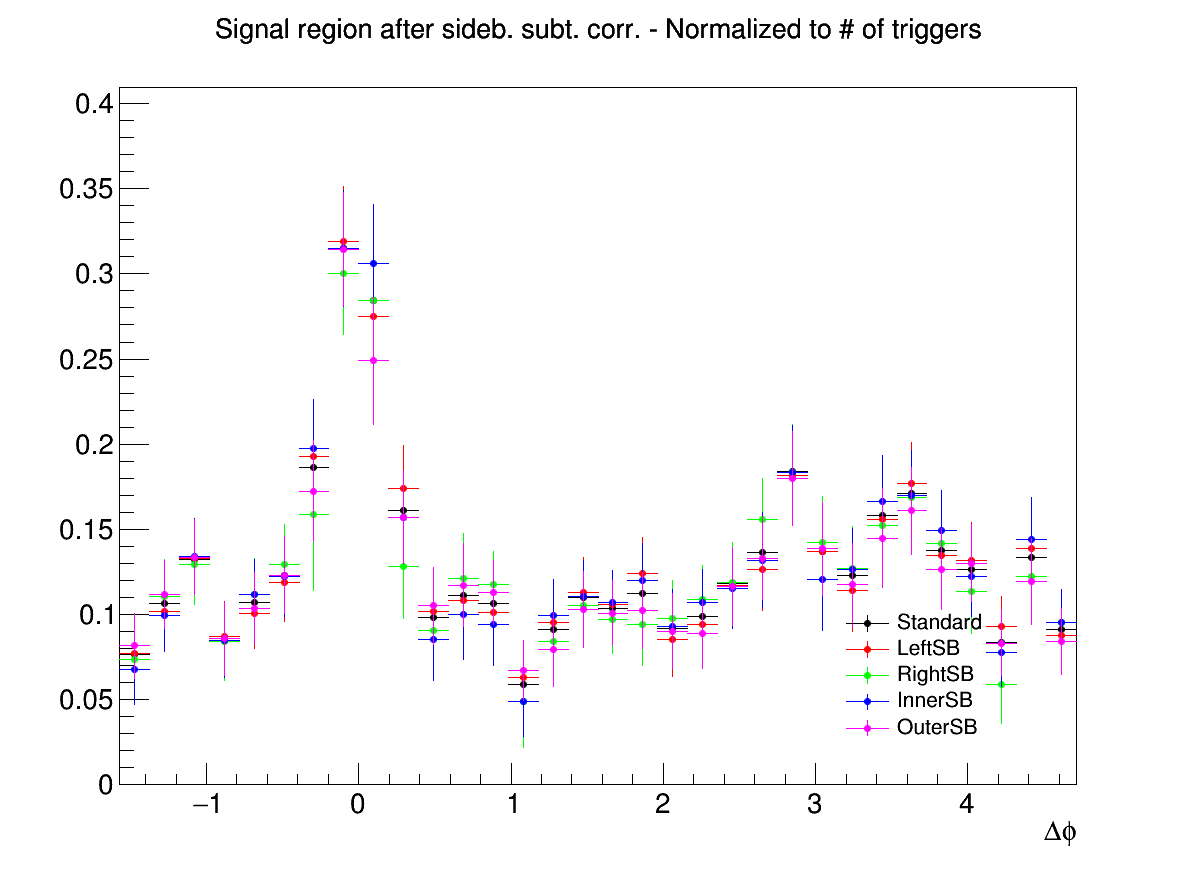 Signal region after sideb. subt. corr. - Normalized to # of triggers
0.4
0.35
0.3
0.25
0.2
0.15
0.1
0.05
0
−1
0
1
2
3
4
Δϕ
Standard
LeftSB
RightSB
InnerSB
OuterSB